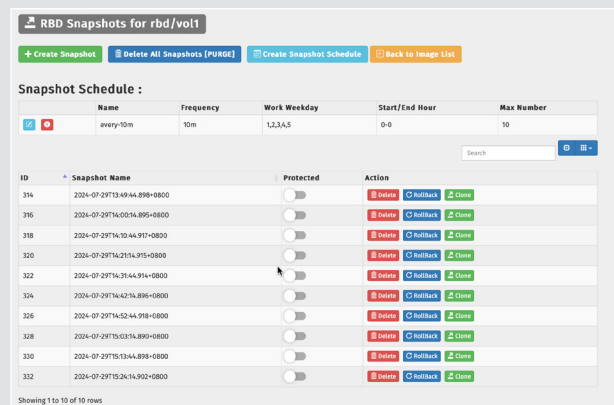 RBD Snapshots for rbd/vol1
+ Create Snapshot Delete All Snapshots [PURGE] Create Snapshot Schedule Back to Image List
Snapshot Schedule :
Name Frequency Work Weekday Start/End Hour Max Number
every-10m 10m 1,2,3,4,5 0-0 10
Search
ID Snapshot Name Protected Action
314 2024-07-29T13:49:44.898+0800 Delete RollBack Clone
316 2024-07-29T14:00:14.895+0800 Delete RollBack Clone
318 2024-07-29T14:10:44.917+0800 Delete RollBack Clone
320 2024-07-29T14:21:14.915+0800 Delete RollBack Clone
322 2024-07-29T14:31:44.914+0800 Delete RollBack Clone
324 2024-07-29T14:42:14.896+0800 Delete RollBack Clone
326 2024-07-29T14:52:44.918+0800 Delete RollBack Clone
328 2024-07-29T15:03:14.890+0800 Delete RollBack Clone
330 2024-07-29T15:13:44.898+0800 Delete RollBack Clone
332 2024-07-29T15:24:14.902+0800 Delete RollBack Clone
Showing 1 to 10 of 10 rows